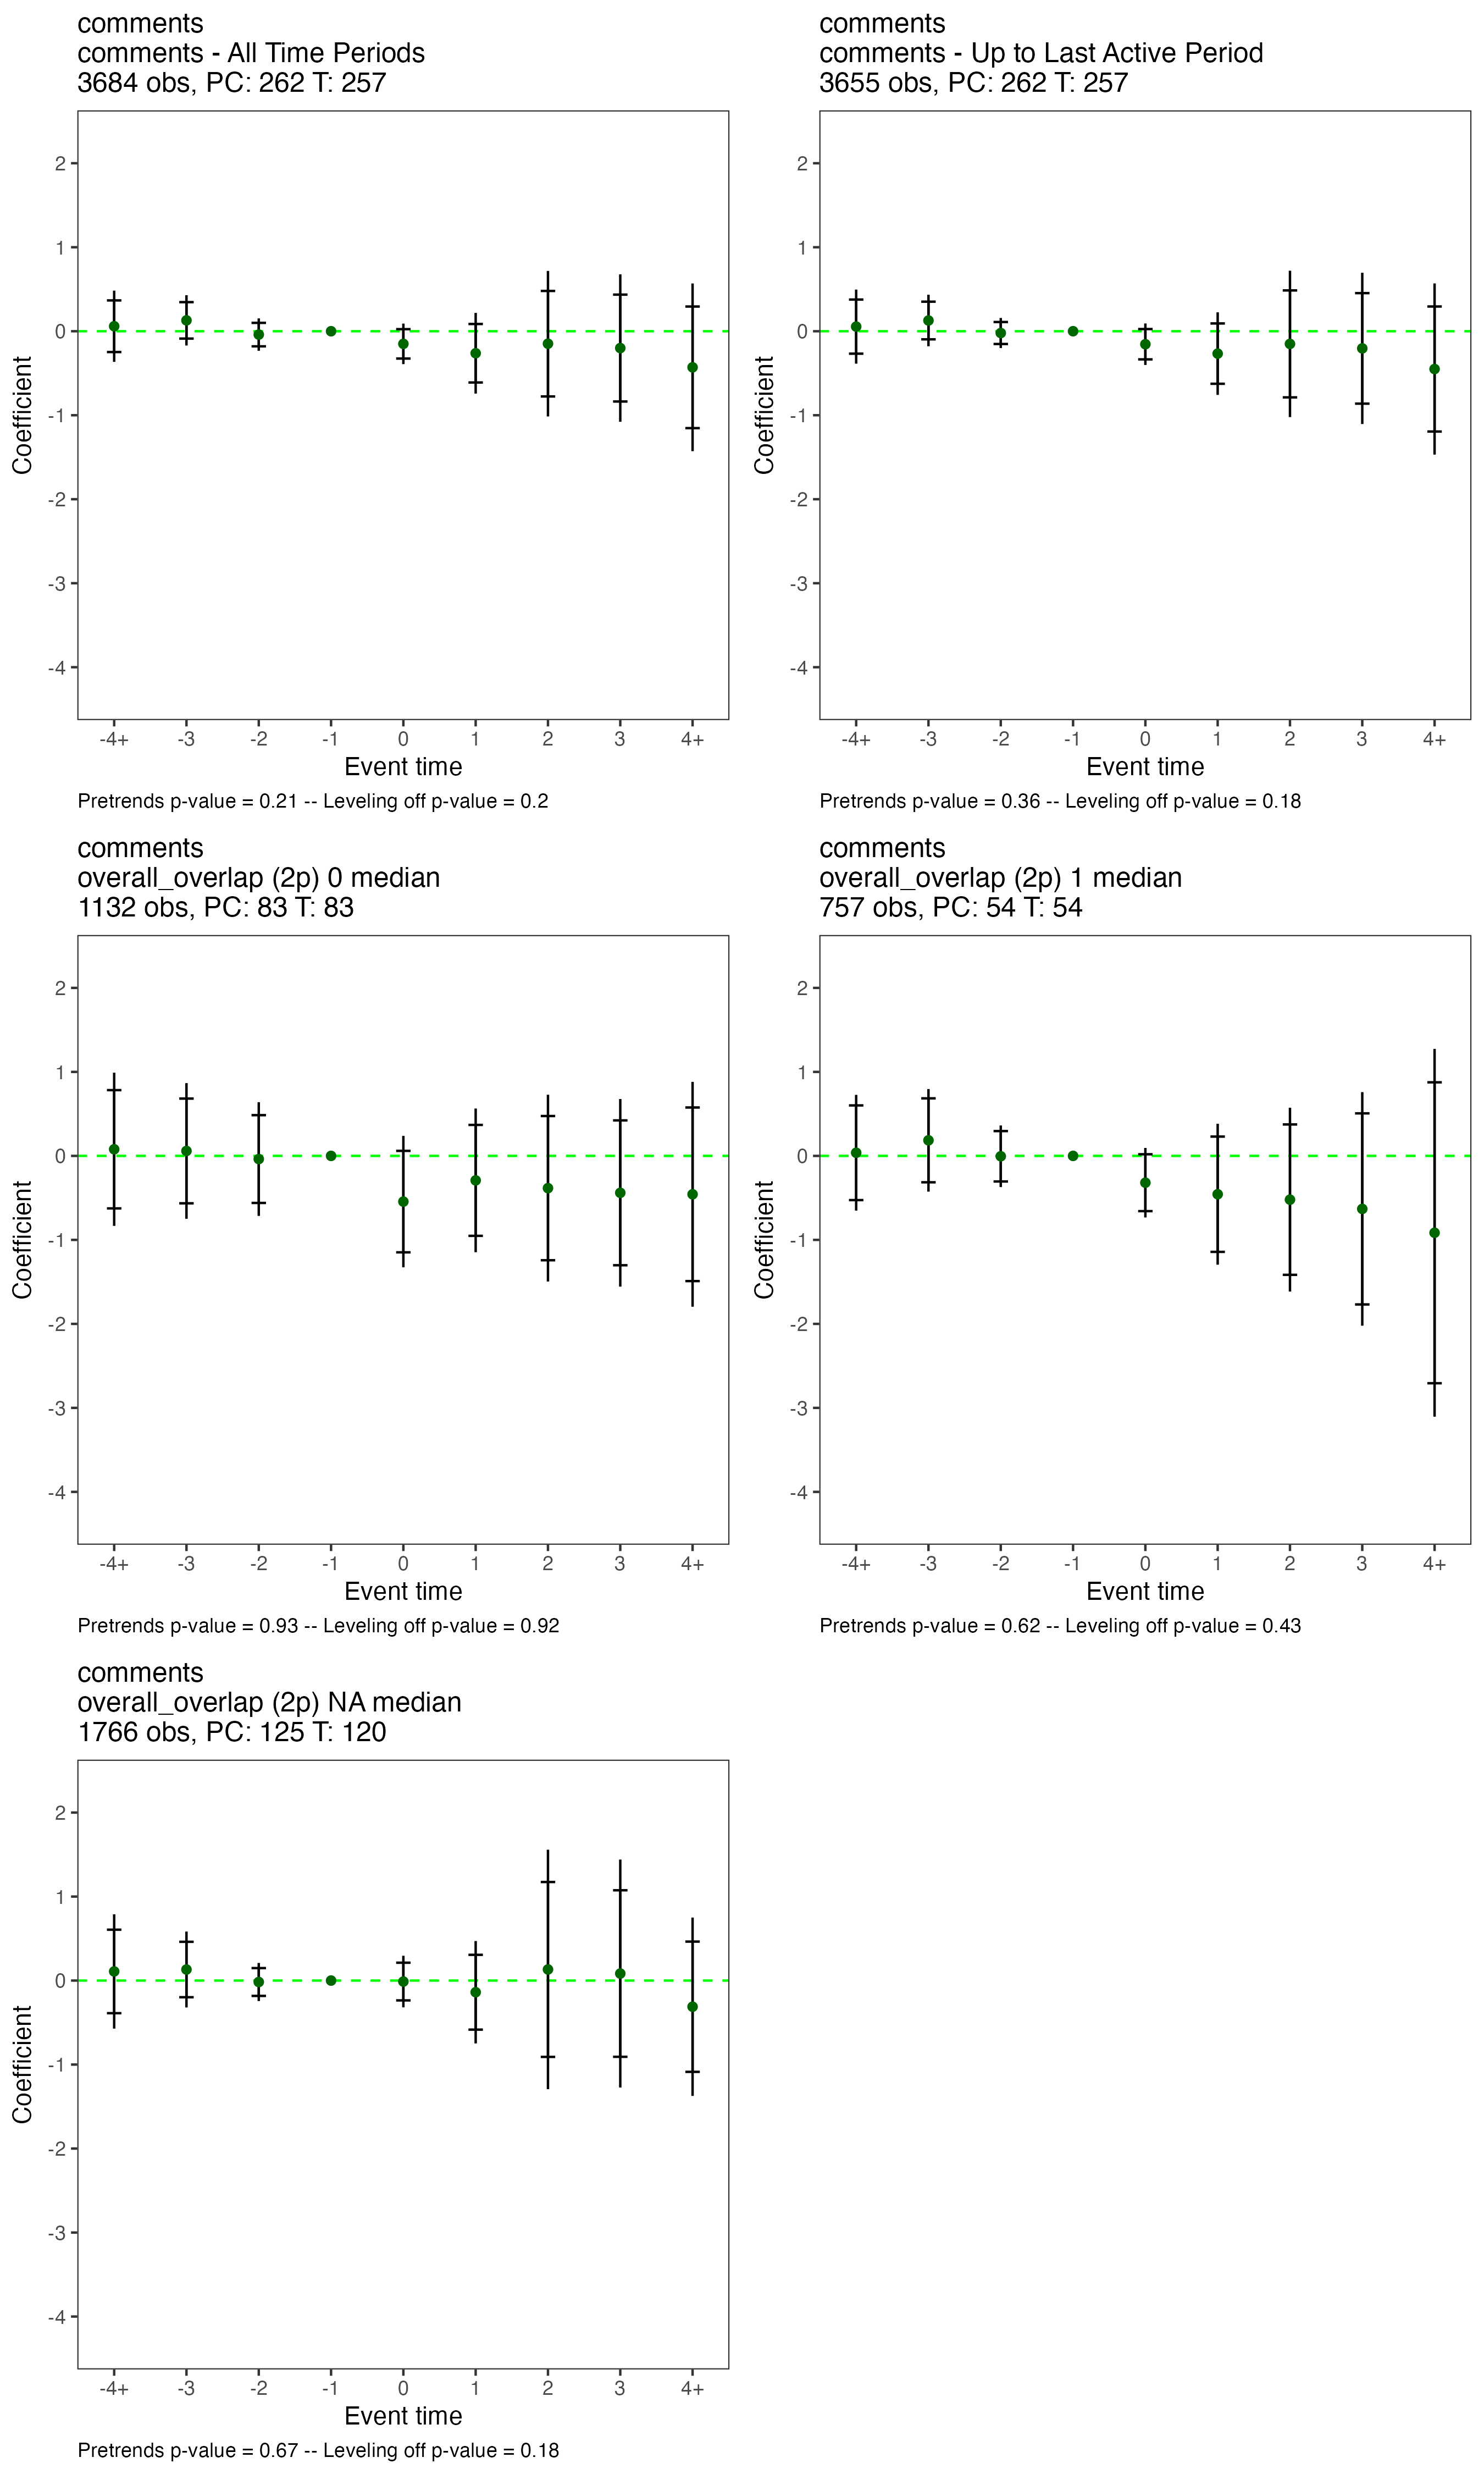 comments
comments - All Time Periods
3684 obs, PC: 262 T: 257
2
1
0
-1
-2
-3
-4
Coefficient
-4+ -3 -2 -1 0 1 2 3 4+
Event time
Pretrends p-value = 0.21 -- Leveling off p-value = 0.2
comments
comments - Up to Last Active Period
3655 obs, PC: 262 T: 257
2
1
0
-1
-2
-3
-4
Coefficient
-4+ -3 -2 -1 0 1 2 3 4+
Event time
Pretrends p-value = 0.36 -- Leveling off p-value = 0.18
comments
overall_overlap (2p) 0 median
1132 obs, PC: 83 T: 83
2
1
0
-1
-2
-3
-4
Coefficient
-4+ -3 -2 -1 0 1 2 3 4+
Event time
Pretrends p-value = 0.93 -- Leveling off p-value = 0.92
comments
overall_overlap (2p) 1 median
757 obs, PC: 54 T: 54
2
1
0
-1
-2
-3
-4
Coefficient
-4+ -3 -2 -1 0 1 2 3 4+
Event time
Pretrends p-value = 0.62 -- Leveling off p-value = 0.43
comments
overall_overlap (2p) NA median
1766 obs, PC: 125 T: 120
2
1
0
-1
-2
-3
-4
Coefficient
-4+ -3 -2 -1 0 1 2 3 4+
Event time
Pretrends p-value = 0.67 -- Leveling off p-value = 0.18